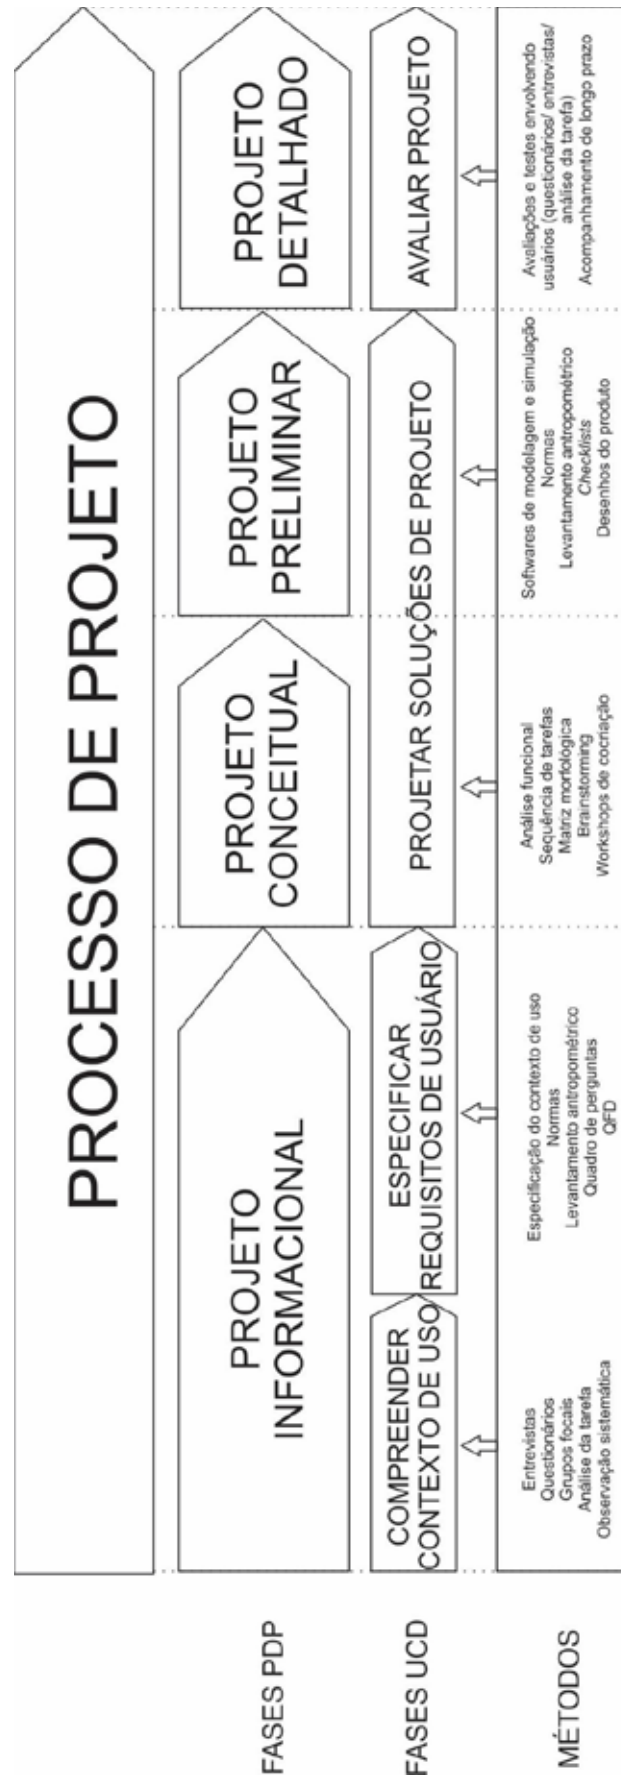 PROCESSO DE PROJETO
FASES PDP
PROJETO
INFORMACIONAL
PROJETO
CONCEITUAL
PROJETO
PRELIMINAR
PROJETO
DETALHADO
FASES UCD
COMPREENDER
CONTEXTO DE USO
ESPECIFICAR
REQUISITOS DE USUÁRIO
PROJETAR SOLUÇÕES DE PROJETO
AVALIAR PROJETO
MÉTODOS
Entrevistas
Questionários
Grupos focais
Análise da tarefa
Observação sistemática
Especificação do contexto de uso
Normas
Levantamento antropométrico
Quadro de perguntas
QFD
Análise funcional
Sequência de tarefas
Matriz morfológica
Brainstorming
Workshops de cocriação
Softwares de modelagem e simulação
Normas
Levantamento antropométrico
Checklists
Desenhos do produto
Avaliações e testes envolvendo
usuários (questionários/ entrevistas/
análise da tarefa)
Acompanhamento de longo prazo